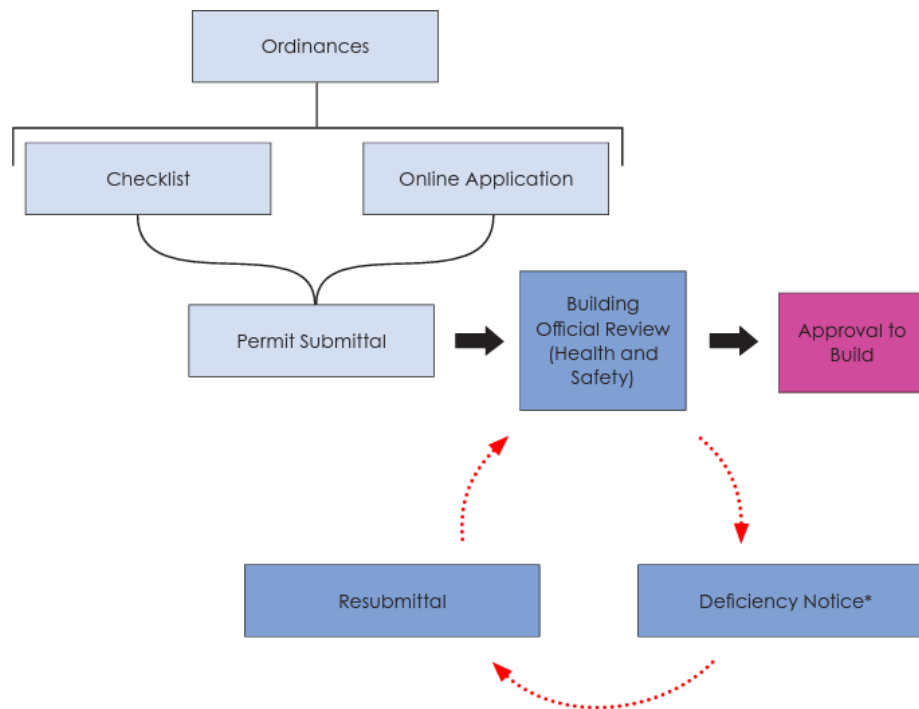 Ordinances
Checklist
Online Application
Permit Submittal
Building
Official Review
(Health and
Safety)
Approval to
Build
Resubmittal
Deficiency Notice*